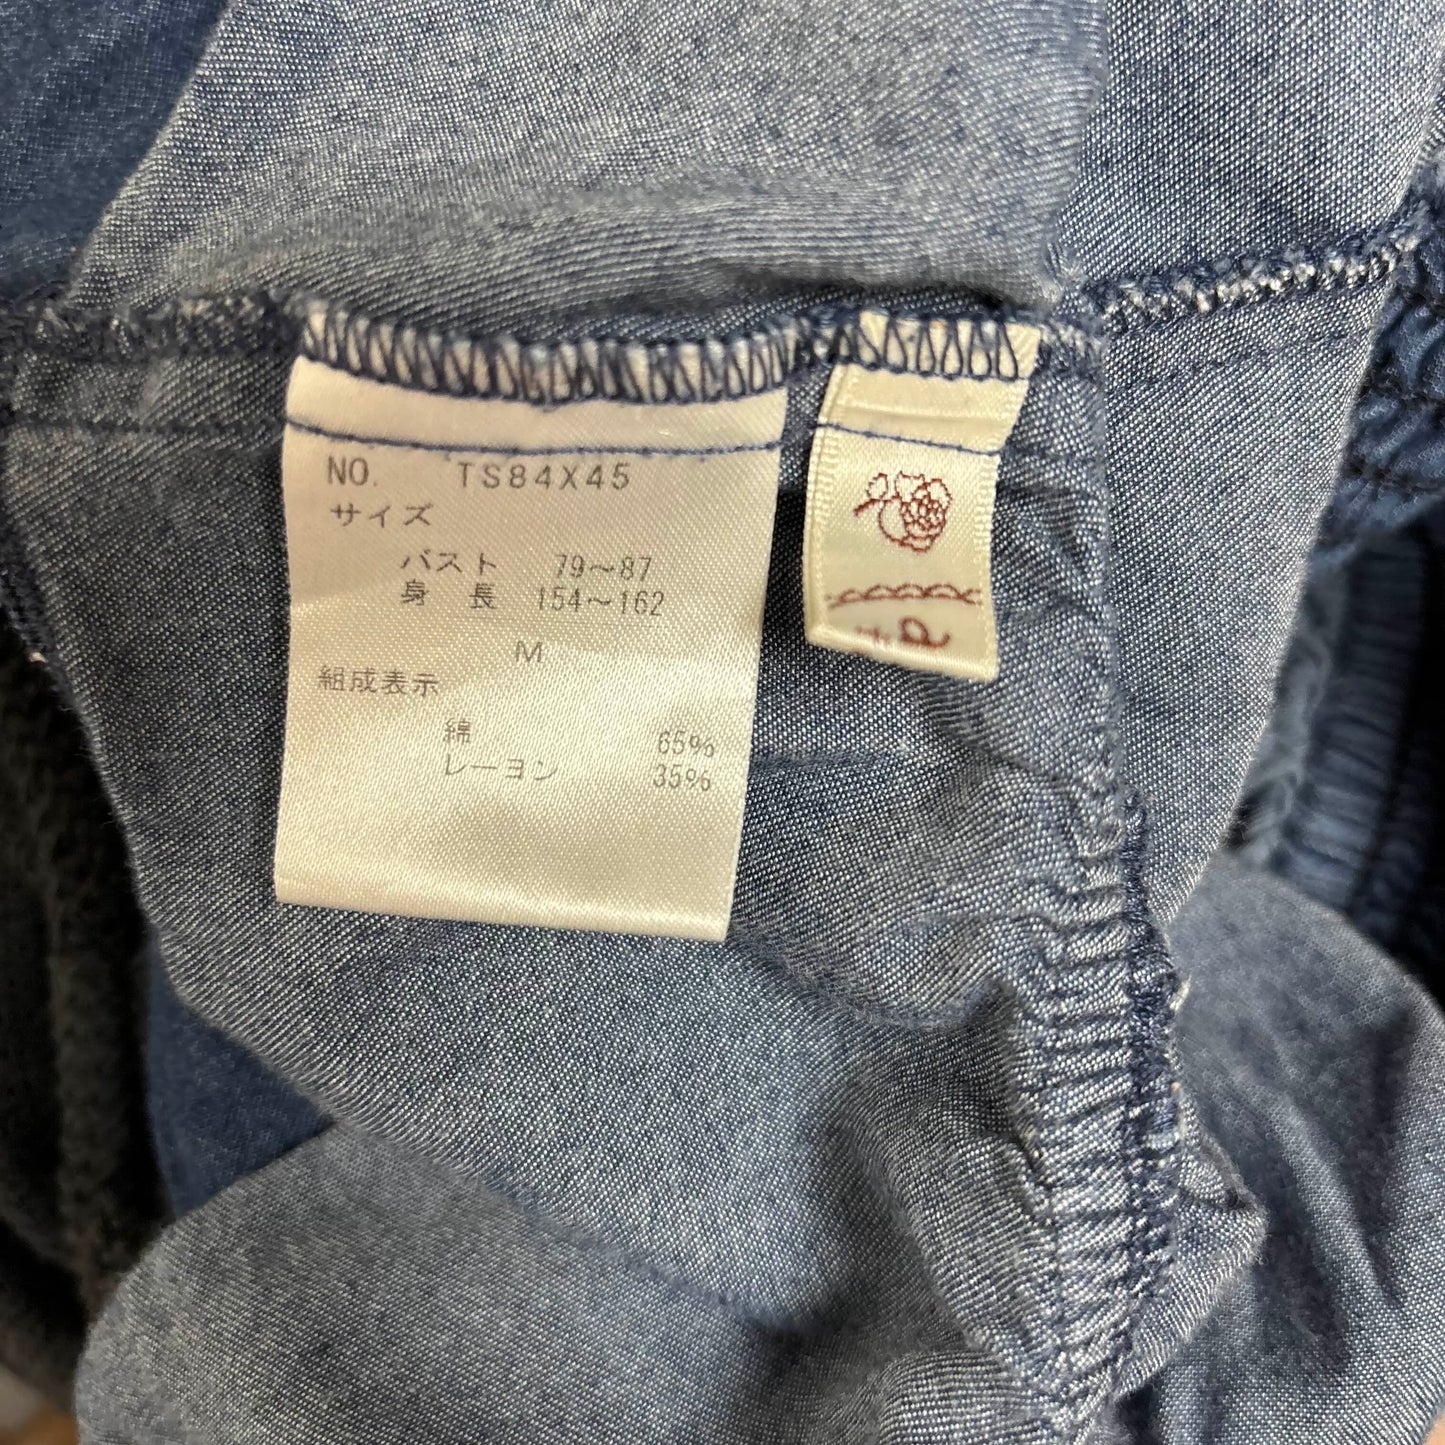 NO. TS84X45
サイズ
バスト 79～87
身長 154～162
M
組成表示
綿 65%
レーヨン 35%